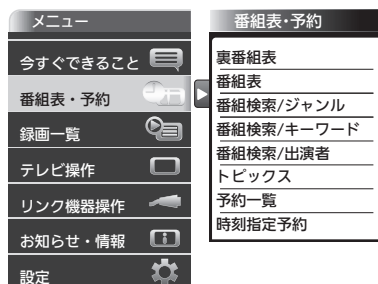 メニュー
今すぐできること
番組表・予約
録画一覧
テレビ操作
リンク機器操作
お知らせ・情報
設定
番組表・予約
裏番組表
番組表
番組検索/ジャンル
番組検索/キーワード
番組検索/出演者
トピックス
予約一覧
時刻指定予約